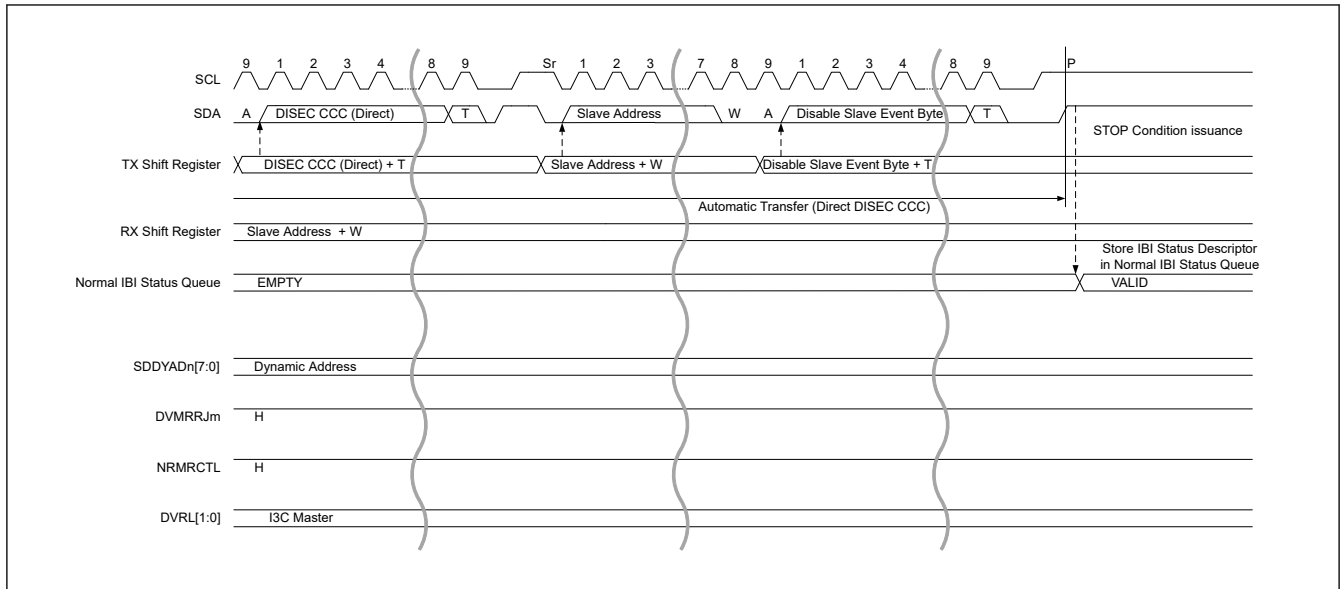 9 1 2 3 4 8 9 Sr 1 2 3 7 8 9 1 2 3 4 8 9 P
SCL
SDA A DISEC CCC (Direct) T Slave Address W A Disable Slave Event Byte T
STOP Condition issuance
TX Shift Register DISEC CCC (Direct) + T Slave Address + W Disable Slave Event Byte + T
Automatic Transfer (Direct DISEC CCC)
RX Shift Register Slave Address + W
Store IBI Status Descriptor
in Normal IBI Status Queue
Normal IBI Status Queue EMPTY VALID
SDDYADn[7:0] Dynamic Address
DVMRRJm H
NRMRCTL H
DVRL[1:0] I3C Master